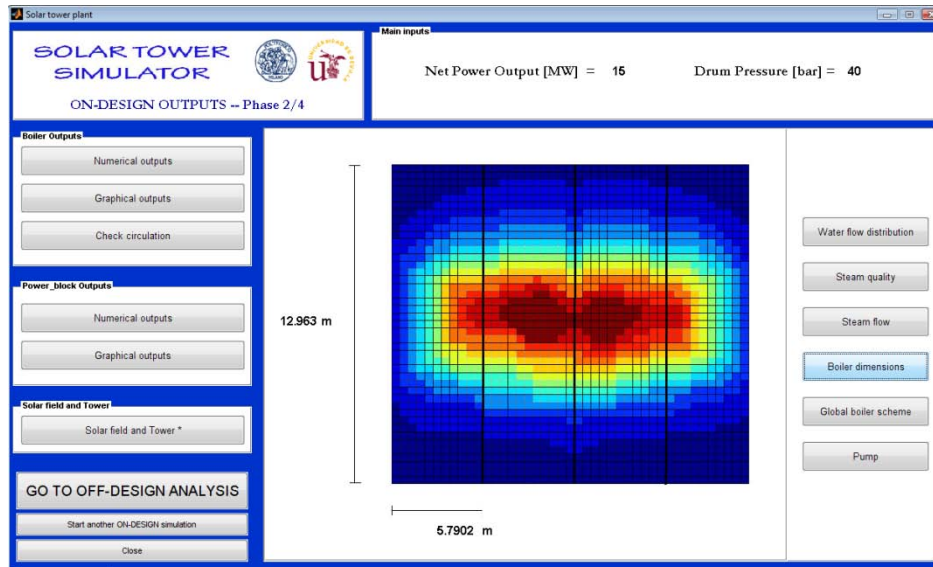 Solar tower plant
SOLAR TOWER
SIMULATOR
ON-DESIGN OUTPUTS -- Phase 2/4
Main inputs
Net Power Output [MW] = 15
Drum Pressure [bar] = 40
Boiler Outputs
Numerical outputs
Graphical outputs
Check circulation
Power_block Outputs
Numerical outputs
Graphical outputs
Solar field and Tower
Solar field and Tower *
GO TO OFF-DESIGN ANALYSIS
Start another ON-DESIGN simulation
Close
12.963 m
5.7902 m
Water flow distribution
Steam quality
Steam flow
Boiler dimensions
Global boiler scheme
Pump